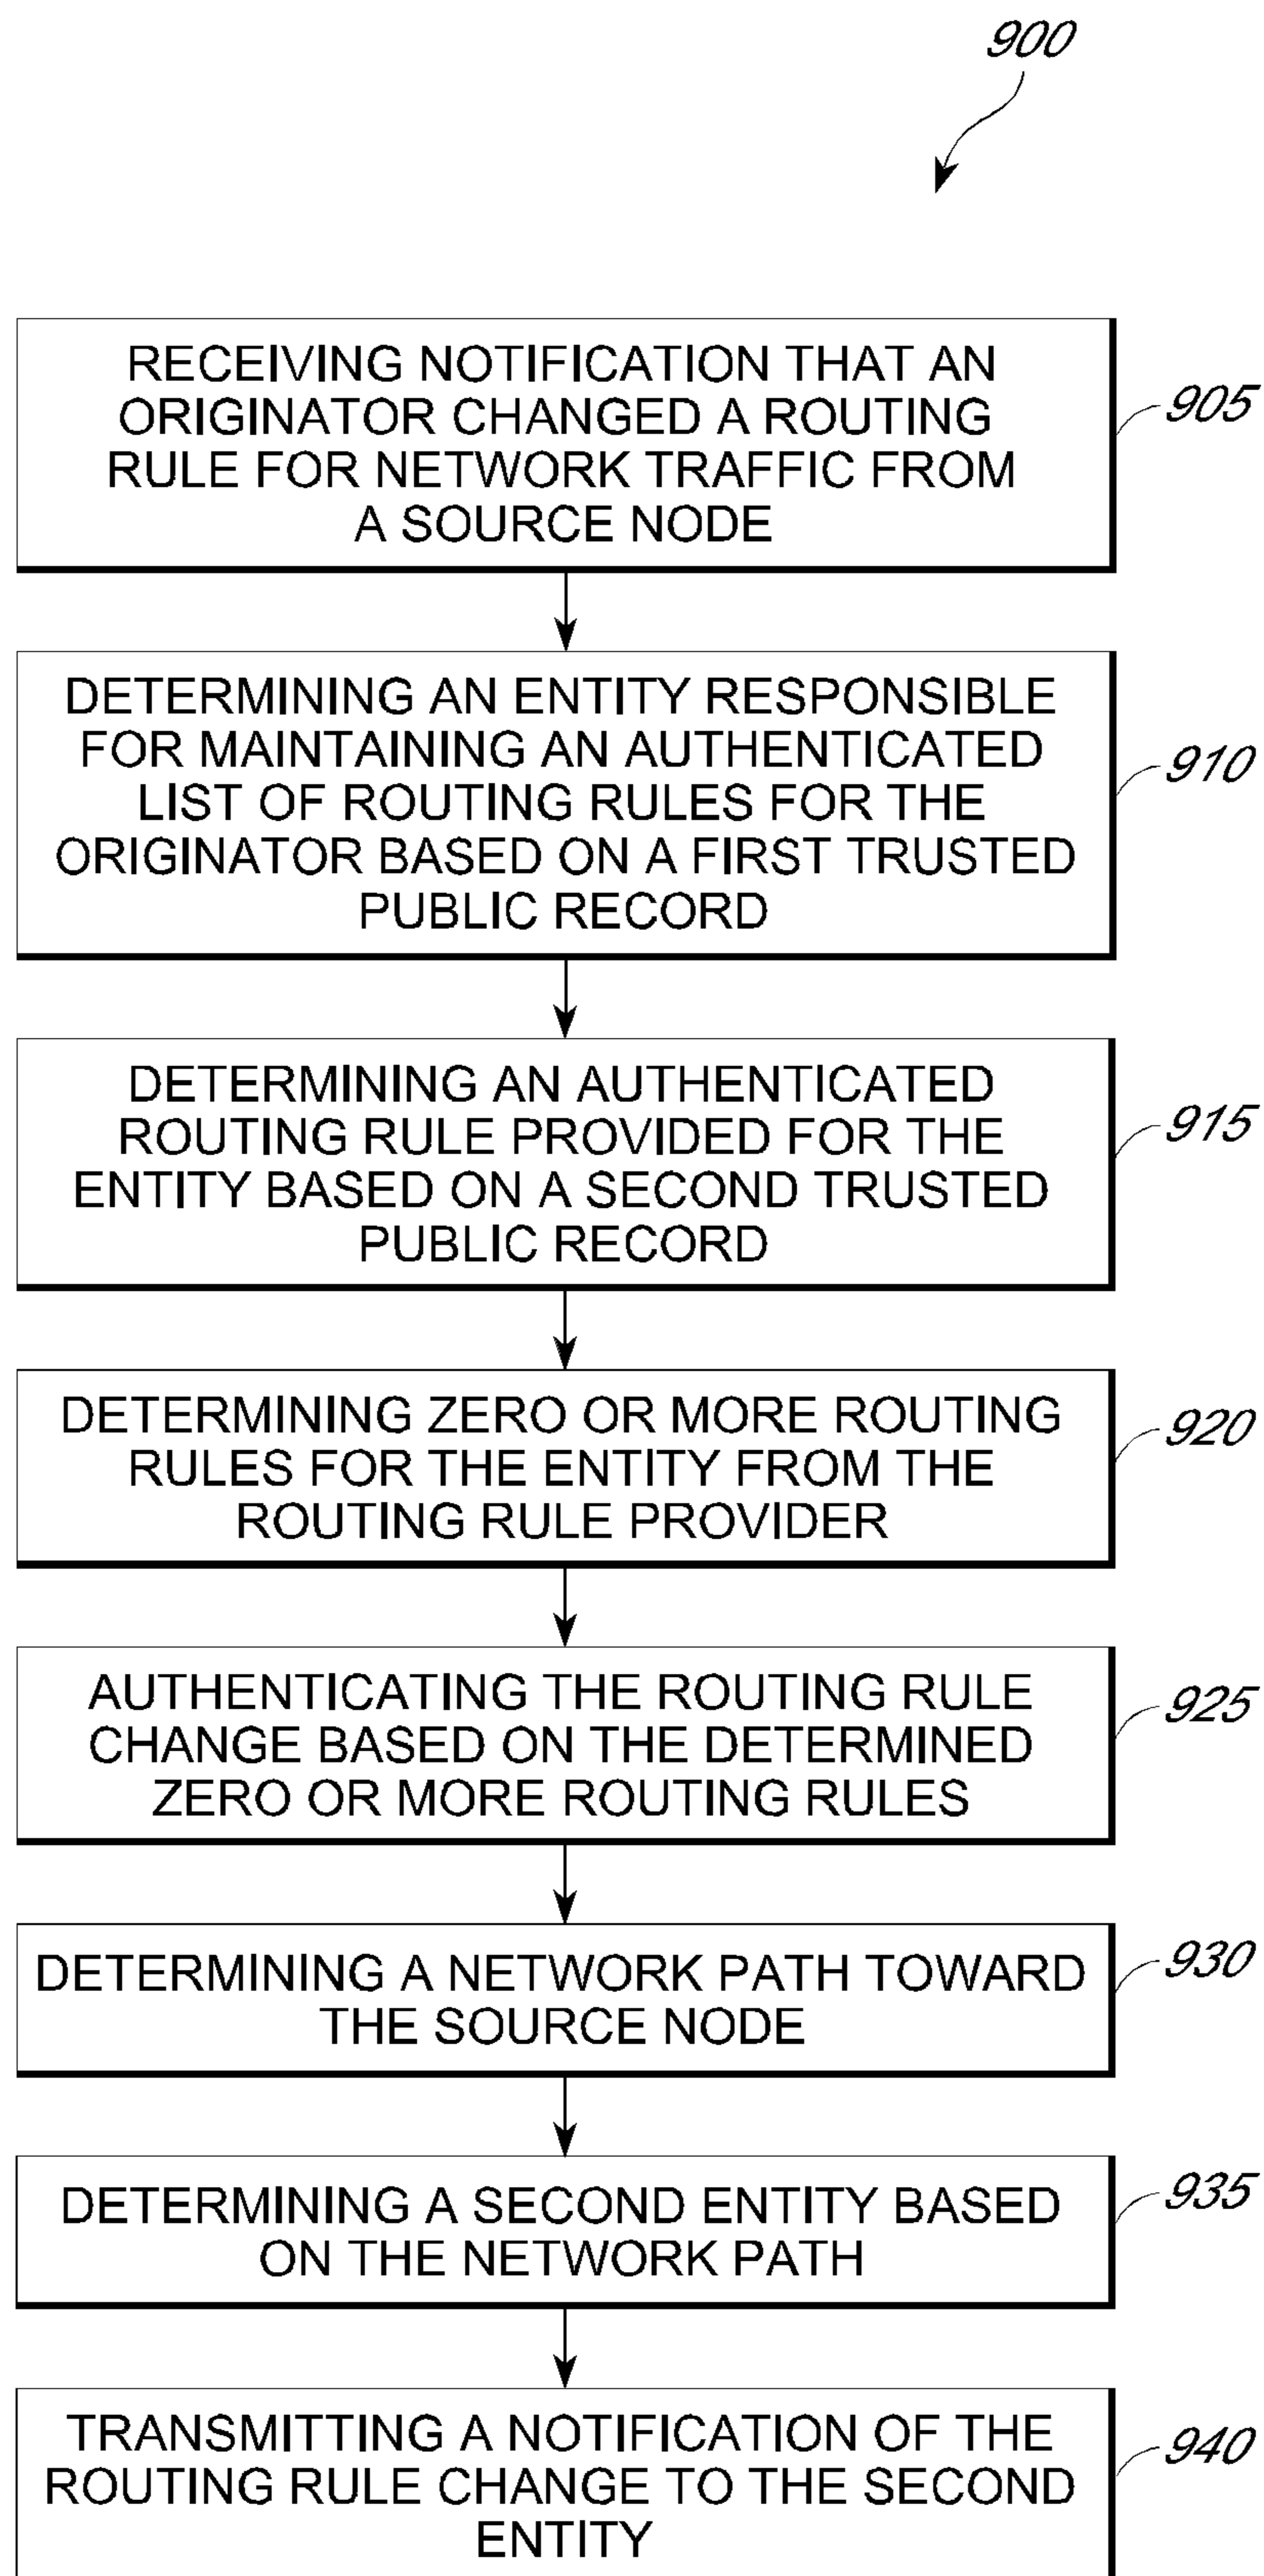 900
RECEIVING NOTIFICATION THAT AN
ORIGINATOR CHANGED A ROUTING
RULE FOR NETWORK TRAFFIC FROM
A SOURCE NODE
905
DETERMINING AN ENTITY RESPONSIBLE
FOR MAINTAINING AN AUTHENTICATED
LIST OF ROUTING RULES FOR THE
ORIGINATOR BASED ON A FIRST TRUSTED
PUBLIC RECORD
910
DETERMINING AN AUTHENTICATED
ROUTING RULE PROVIDED FOR THE
ENTITY BASED ON A SECOND TRUSTED
PUBLIC RECORD
915
DETERMINING ZERO OR MORE ROUTING
RULES FOR THE ENTITY FROM THE
ROUTING RULE PROVIDER
920
AUTHENTICATING THE ROUTING RULE
CHANGE BASED ON THE DETERMINED
ZERO OR MORE ROUTING RULES
925
DETERMINING A NETWORK PATH TOWARD
THE SOURCE NODE
930
DETERMINING A SECOND ENTITY BASED
ON THE NETWORK PATH
935
TRANSMITTING A NOTIFICATION OF THE
ROUTING RULE CHANGE TO THE SECOND
ENTITY
940